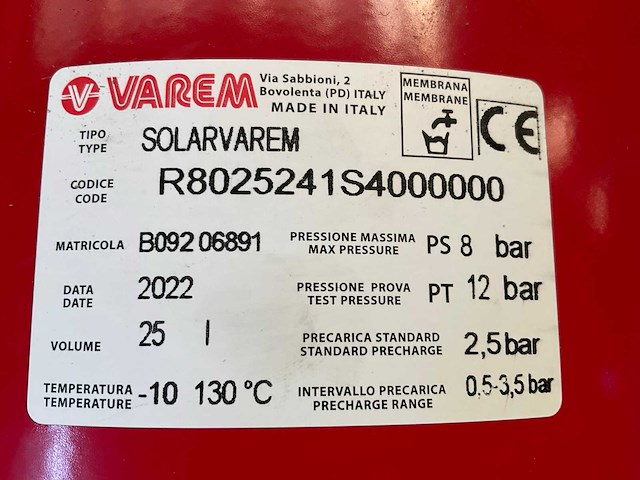 VAREM Via Sabbioni, 2
Bovolenta (PD) ITALY
MADE IN ITALY
MEMBRANA
MEMBRANE
CE
TIPO
TYPE SOLARVAREM
CODICE
CODE R8025241S4000000
MATRICOLA B092 06891
PRESSIONE MASSIMA
MAX PRESSURE PS 8 bar
DATA
DATE 2022
PRESSIONE PROVA
TEST PRESSURE PT 12 bar
VOLUME 25 l
PRECARICA STANDARD
STANDARD PRECHARGE 2,5 bar
TEMPERATURA
TEMPERATURE -10 130 °C
INTERVALLO PRECARICA
PRECHARGE RANGE 0,5-3,5 bar